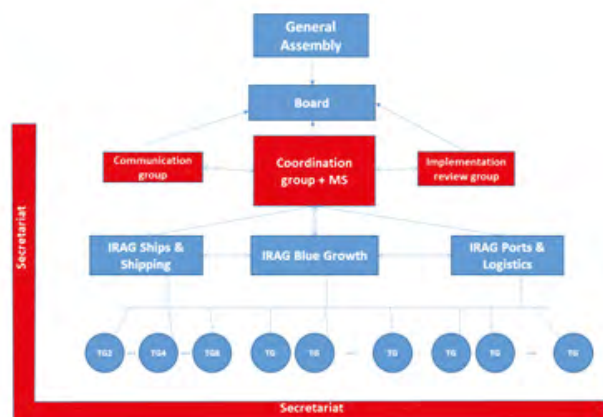 General
Assembly
Board
Communication
group
Coordination
group + MS
Implementation
review group
Secretariat
IRAG Ships &
Shipping
IRAG Blue Growth
IRAG Ports &
Logistics
TG2 TG4 TG6 TG TG TG TG TG TG
Secretariat